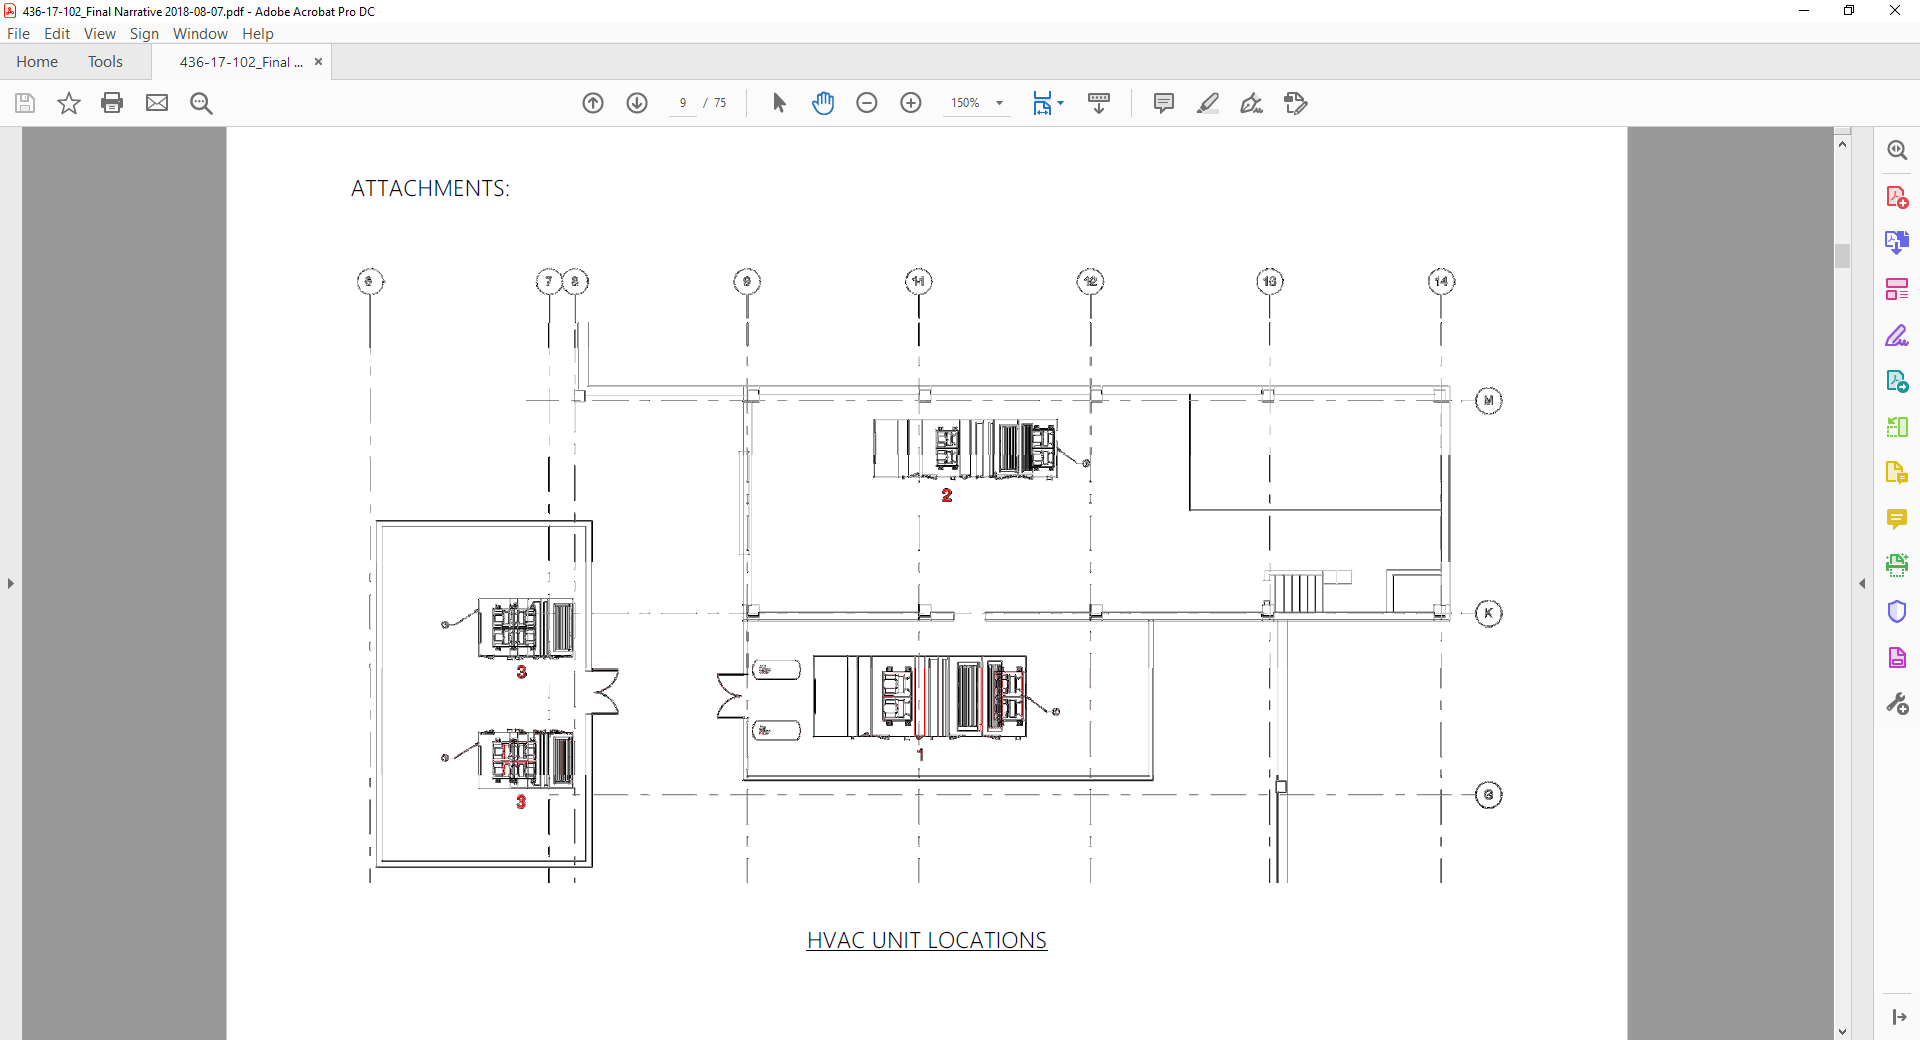 436-17-102_Final Narrative 2018-08-07.pdf - Adobe Acrobat Pro DC
File Edit View Sign Window Help
Home Tools 436-17-102_Final ... ×
9 / 75 150%
ATTACHMENTS:
6 7 8 9 11 12 13 14
M
2
K
3
1
3
G
HVAC UNIT LOCATIONS